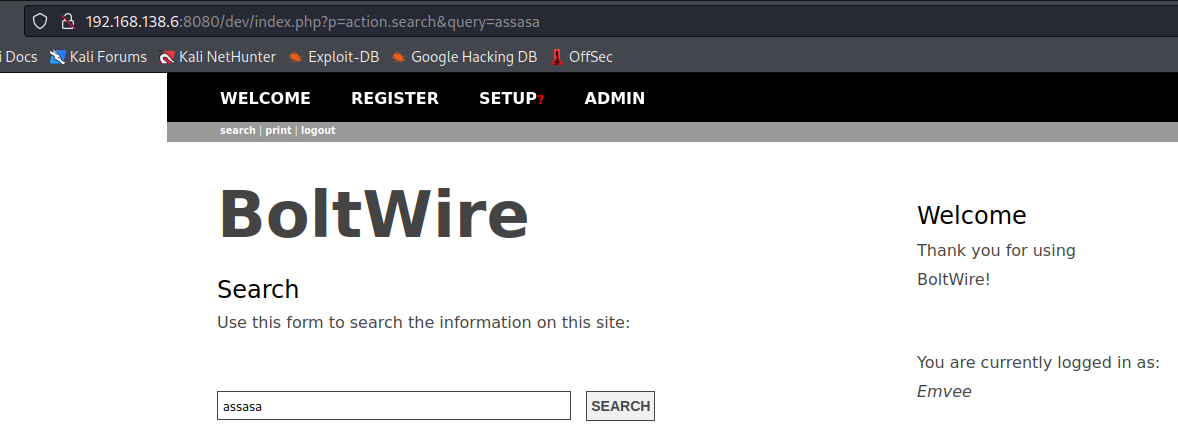 192.168.138.6:8080/dev/index.php?p=action.search&query=assasa
i Docs Kali Forums Kali NetHunter Exploit-DB Google Hacking DB OffSec
WELCOME REGISTER SETUP? ADMIN
search | print | logout
BoltWire
Search
Use this form to search the information on this site:
assasa SEARCH
Welcome
Thank you for using
BoltWire!
You are currently logged in as:
Emvee